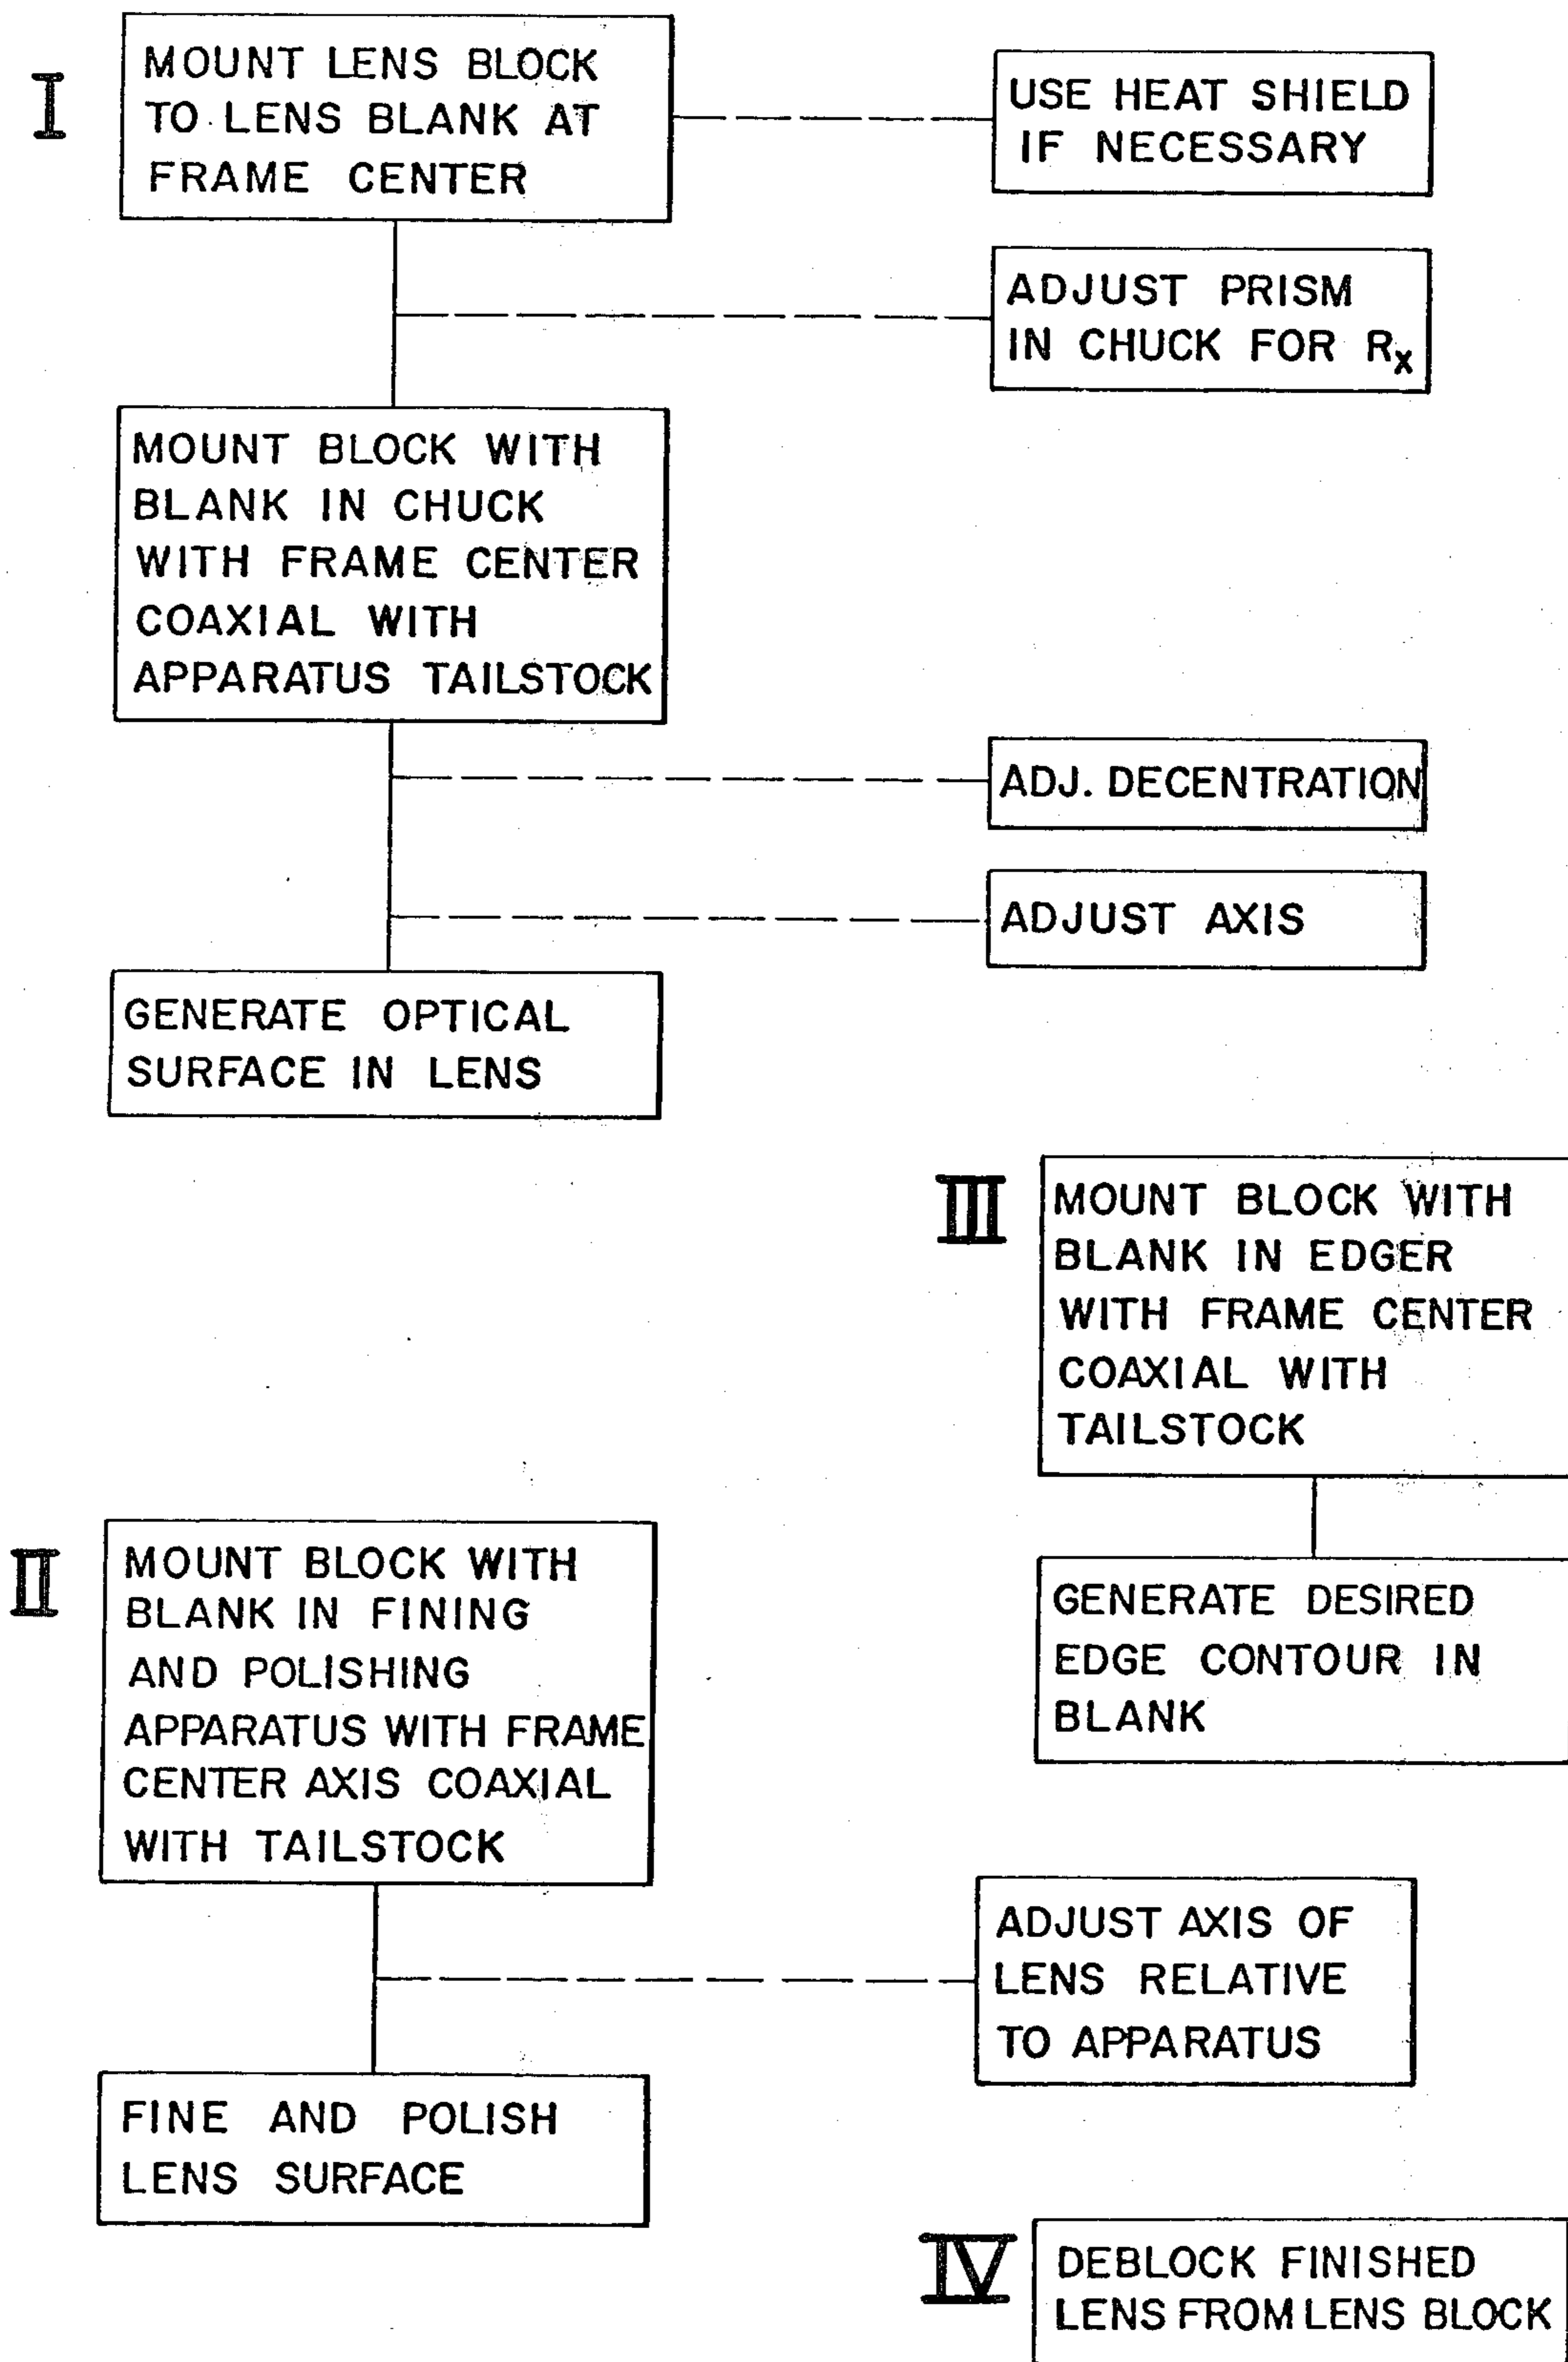 I
MOUNT LENS BLOCK
TO LENS BLANK AT
FRAME CENTER
USE HEAT SHIELD
IF NECESSARY
ADJUST PRISM
IN CHUCK FOR Rx
MOUNT BLOCK WITH
BLANK IN CHUCK
WITH FRAME CENTER
COAXIAL WITH
APPARATUS TAILSTOCK
ADJ. DECENTRATION
ADJUST AXIS
GENERATE OPTICAL
SURFACE IN LENS
II
MOUNT BLOCK WITH
BLANK IN FINING
AND POLISHING
APPARATUS WITH FRAME
CENTER AXIS COAXIAL
WITH TAILSTOCK
ADJUST AXIS OF
LENS RELATIVE
TO APPARATUS
FINE AND POLISH
LENS SURFACE
III
MOUNT BLOCK WITH
BLANK IN EDGER
WITH FRAME CENTER
COAXIAL WITH
TAILSTOCK
GENERATE DESIRED
EDGE CONTOUR IN
BLANK
IV
DEBLOCK FINISHED
LENS FROM LENS BLOCK